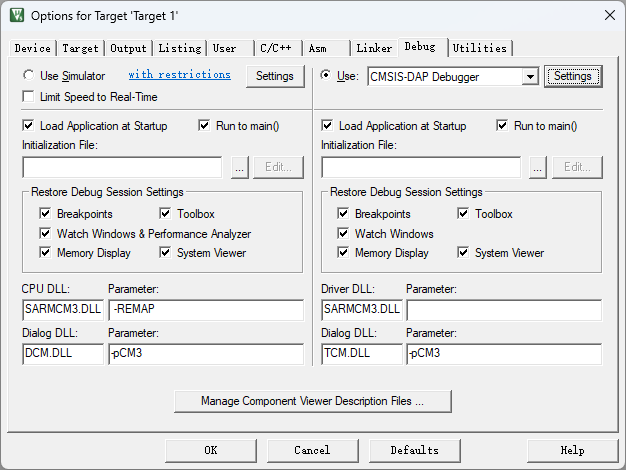 Options for Target 'Target 1'
Device Target Output Listing User C/C++ Asm Linker Debug Utilities
Use Simulator with restrictions Settings
Limit Speed to Real-Time
Load Application at Startup Run to main()
Initialization File:
... Edit...
Restore Debug Session Settings
Breakpoints Toolbox
Watch Windows & Performance Analyzer
Memory Display System Viewer
CPU DLL: Parameter:
SARMCM3.DLL -REMAP
Dialog DLL: Parameter:
DCM.DLL -pCM3
Use: CMSIS-DAP Debugger Settings
Load Application at Startup Run to main()
Initialization File:
... Edit...
Restore Debug Session Settings
Breakpoints Toolbox
Watch Windows
Memory Display System Viewer
Driver DLL: Parameter:
SARMCM3.DLL
Dialog DLL: Parameter:
TCM.DLL -pCM3
Manage Component Viewer Description Files ...
OK Cancel Defaults Help